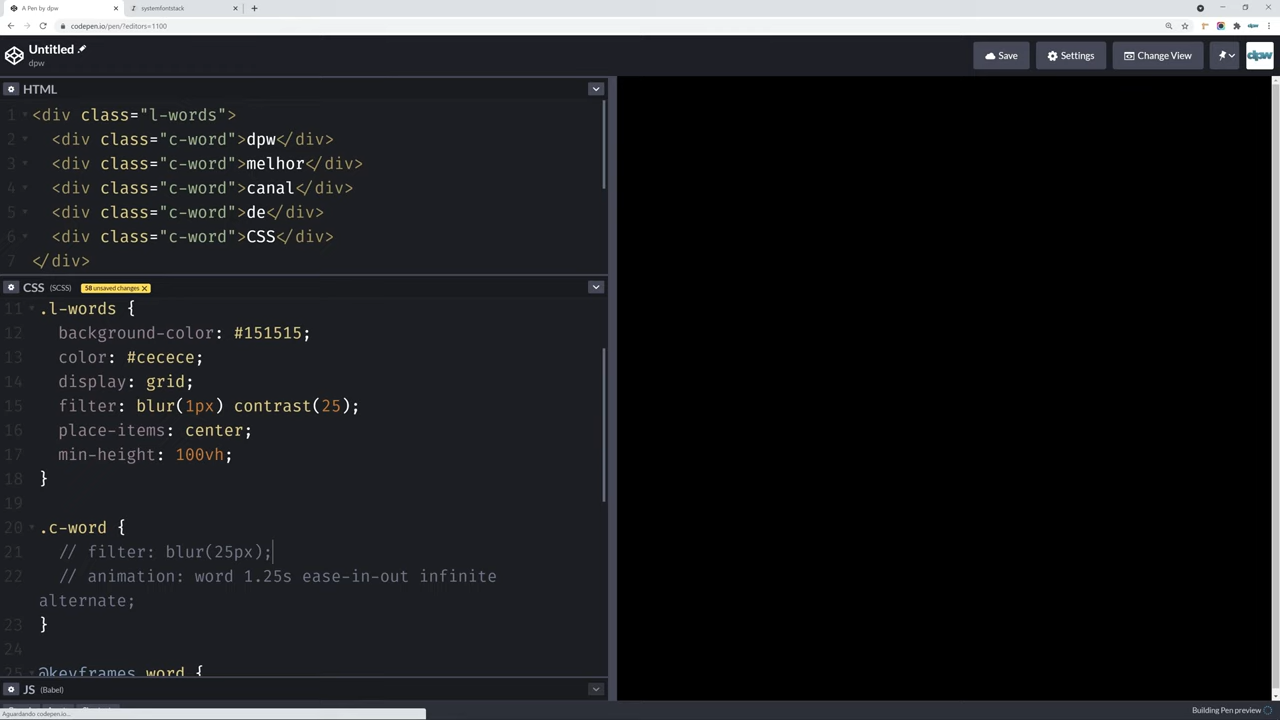 A Pen by dpw
systemfontstack
codepen.io/pen/?editors=1100
Untitled
dpw
Save
Settings
Change View
dpw
HTML
1 <div class="l-words">
2 <div class="c-word">dpw</div>
3 <div class="c-word">melhor</div>
4 <div class="c-word">canal</div>
5 <div class="c-word">de</div>
6 <div class="c-word">CSS</div>
7 </div>
CSS (SCSS) 58 unsaved changes X
11 .l-words {
12 background-color: #151515;
13 color: #cecece;
14 display: grid;
15 filter: blur(1px) contrast(25);
16 place-items: center;
17 min-height: 100vh;
18 }
19
20 .c-word {
21 // filter: blur(25px);
22 // animation: word 1.25s ease-in-out infinite
alternate;
23 }
24
25 @keyframes word {
JS (Babel)
Aguardando codepen.io...
Building Pen preview